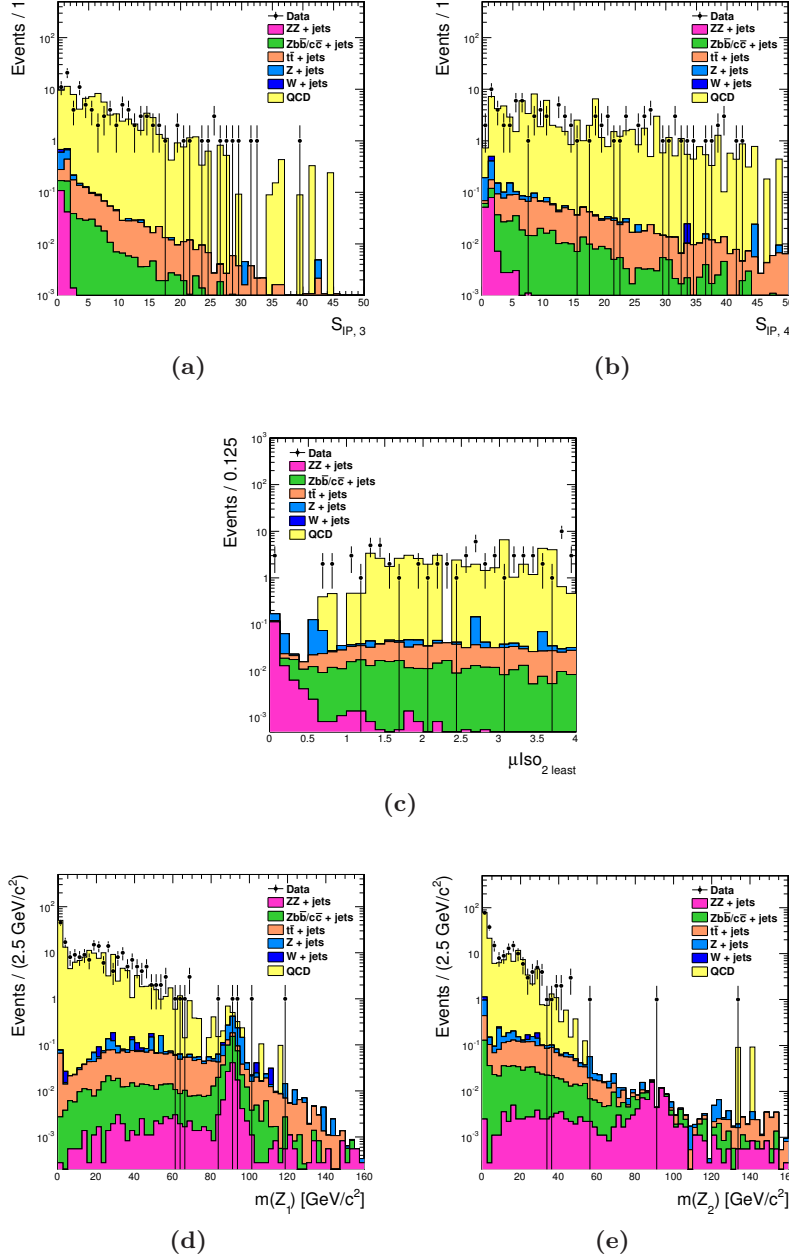 Events / 1
10²
10
1
10⁻¹
10⁻²
10⁻³
0 5 10 15 20 25 30 35 40 45 50
S_IP, 3
Data
ZZ + jets
Zbb̄/cc̄ + jets
tt̄ + jets
Z + jets
W + jets
QCD
(a)
Events / 1
10²
10
1
10⁻¹
10⁻²
10⁻³
0 5 10 15 20 25 30 35 40 45 50
S_IP, 4
Data
ZZ + jets
Zbb̄/cc̄ + jets
tt̄ + jets
Z + jets
W + jets
QCD
(b)
Events / 0.125
10³
10²
10
1
10⁻¹
10⁻²
10⁻³
0 0.5 1 1.5 2 2.5 3 3.5 4
μIso_2 least
Data
ZZ + jets
Zbb̄/cc̄ + jets
tt̄ + jets
Z + jets
W + jets
QCD
(c)
Events / (2.5 GeV/c²)
10²
10
1
10⁻¹
10⁻²
10⁻³
0 20 40 60 80 100 120 140 160
m(Z₁) [GeV/c²]
Data
ZZ + jets
Zbb̄/cc̄ + jets
tt̄ + jets
Z + jets
W + jets
QCD
(d)
Events / (2.5 GeV/c²)
10²
10
1
10⁻¹
10⁻²
10⁻³
0 20 40 60 80 100 120 140 160
m(Z₂) [GeV/c²]
Data
ZZ + jets
Zbb̄/cc̄ + jets
tt̄ + jets
Z + jets
W + jets
QCD
(e)